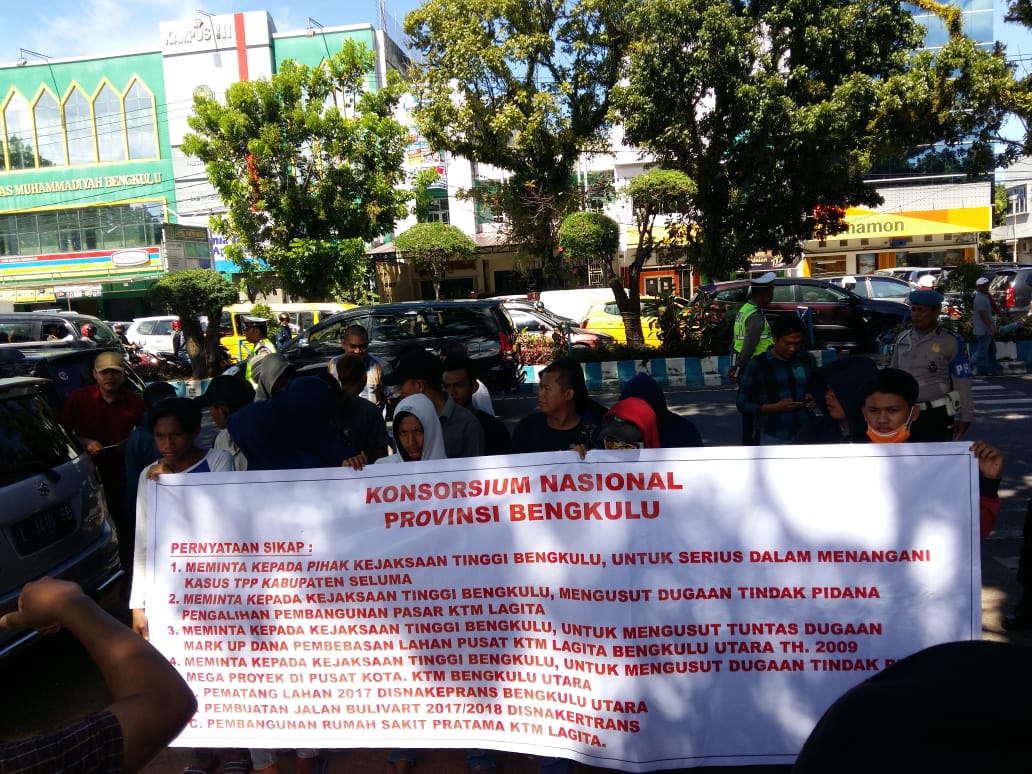 KAMPUS III
AS MUHAMMADIYAH BENGKULU
namon
KONSORSIUM NASIONAL
PROVINSI BENGKULU
PERNYATAAN SIKAP :
1. MEMINTA KEPADA PIHAK KEJAKSAAN TINGGI BENGKULU, UNTUK SERIUS DALAM MENANGANI
KASUS TPP KABUPATEN SELUMA
2. MEMINTA KEPADA KEJAKSAAN TINGGI BENGKULU, MENGUSUT DUGAAN TINDAK PIDANA
PENGALIHAN PEMBANGUNAN PASAR KTM LAGITA
3. MEMINTA KEPADA KEJAKSAAN TINGGI BENGKULU, UNTUK MENGUSUT TUNTAS DUGAAN
MARK UP DANA PEMBEBASAN LAHAN PUSAT KTM LAGITA BENGKULU UTARA TH. 2009
4. MEMINTA KEPADA KEJAKSAAN TINGGI BENGKULU, UNTUK MENGUSUT DUGAAN TINDAK PI
MEGA PROYEK DI PUSAT KOTA. KTM BENGKULU UTARA
. PEMATANG LAHAN 2017 DISNAKEPRANS BENGKULU UTARA
. PEMBUATAN JALAN BULIVART 2017/2018 DISNAKERTRANS
C. PEMBANGUNAN RUMAH SAKIT PRATAMA KTM LAGITA.